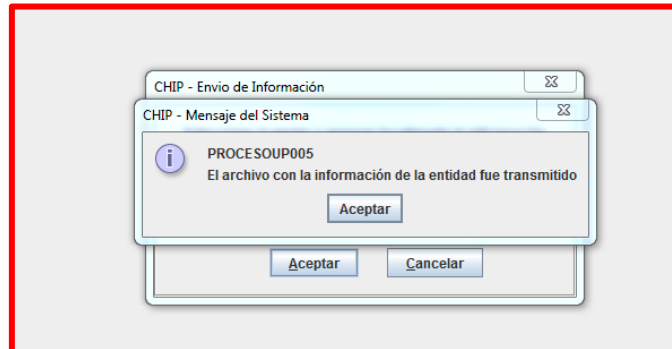 CHIP - Envio de Información
CHIP - Mensaje del Sistema
PROCESOUP005
El archivo con la información de la entidad fue transmitido
Aceptar
Aceptar Cancelar